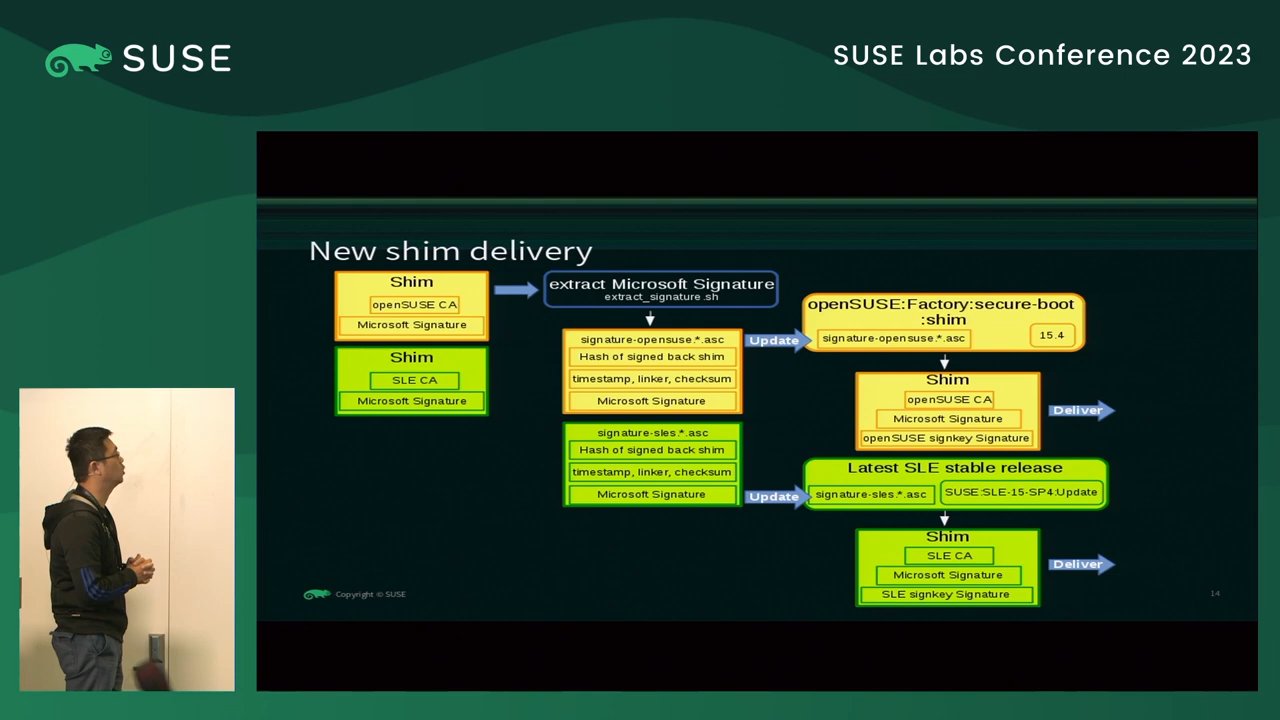 SUSE
SUSE Labs Conference 2023
New shim delivery
Shim
openSUSE CA
Microsoft Signature
Shim
SLE CA
Microsoft Signature
extract Microsoft Signature
extract_signature.sh
signature-opensuse.*.asc
Hash of signed back shim
timestamp, linker, checksum
Microsoft Signature
signature-sles.*.asc
Hash of signed back shim
timestamp, linker, checksum
Microsoft Signature
Update
Update
openSUSE:Factory:secure-boot
:shim
signature-opensuse.*.asc
15.4
Shim
openSUSE CA
Microsoft Signature
openSUSE signkey Signature
Deliver
Latest SLE stable release
signature-sles.*.asc
SUSE:SLE-15-SP4:Update
Shim
SLE CA
Microsoft Signature
SLE signkey Signature
Deliver
Copyright © SUSE
14